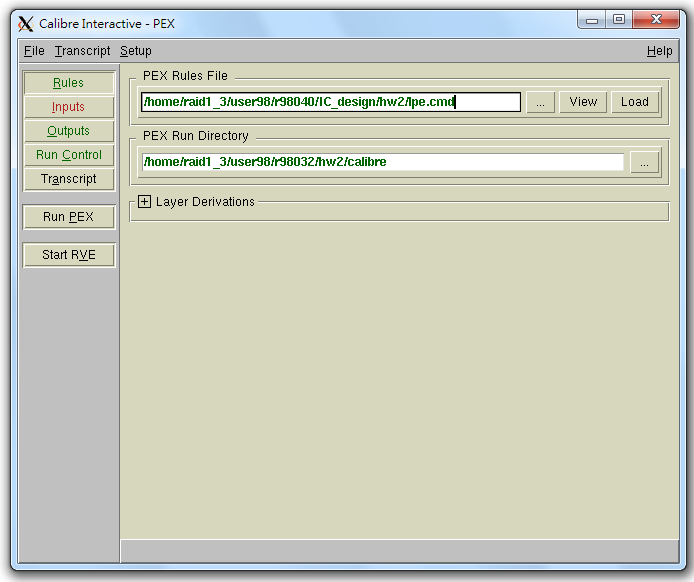 Calibre Interactive - PEX
File Transcript Setup Help
Rules
Inputs
Outputs
Run Control
Transcript
Run PEX
Start RVE
PEX Rules File
/home/raid1_3/user98/r98040/IC_design/hw2/lpe.cmd ... View Load
PEX Run Directory
/home/raid1_3/user98/r98032/hw2/calibre ...
+ Layer Derivations